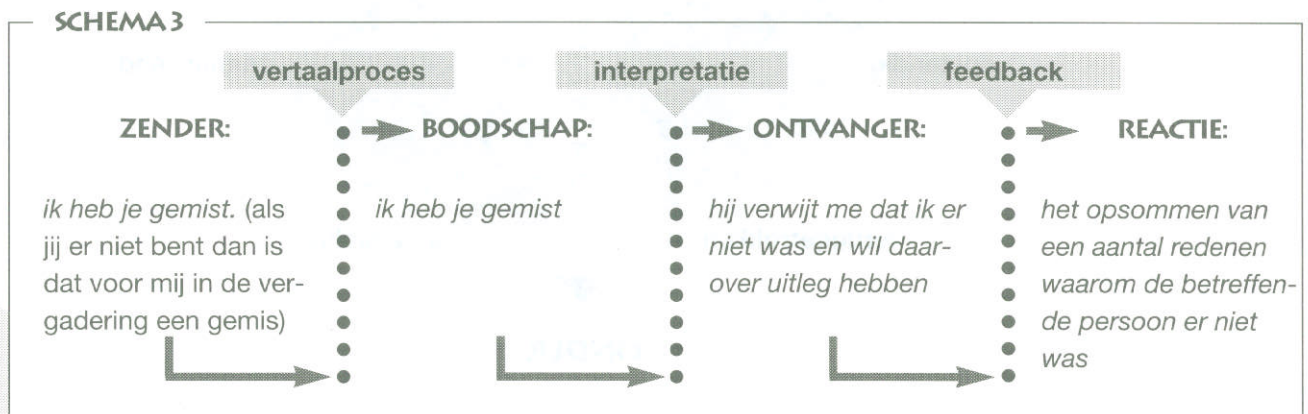 SCHEMA 3
vertaalproces
interpretatie
feedback
ZENDER:
BOODSCHAP:
ONTVANGER:
REACTIE:
ik heb je gemist. (als
jij er niet bent dan is
dat voor mij in de ver-
gadering een gemis)
ik heb je gemist
hij verwijt me dat ik er
niet was en wil daar-
over uitleg hebben
het opsommen van
een aantal redenen
waarom de betreffen-
de persoon er niet
was